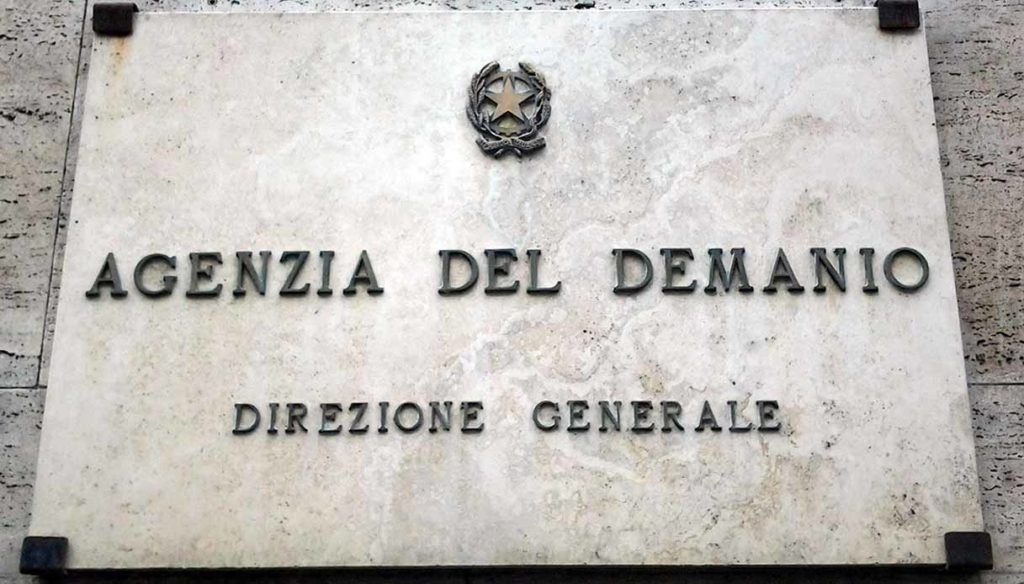 AGENZIA DEL DEMANIO
DIREZIONE GENERALE